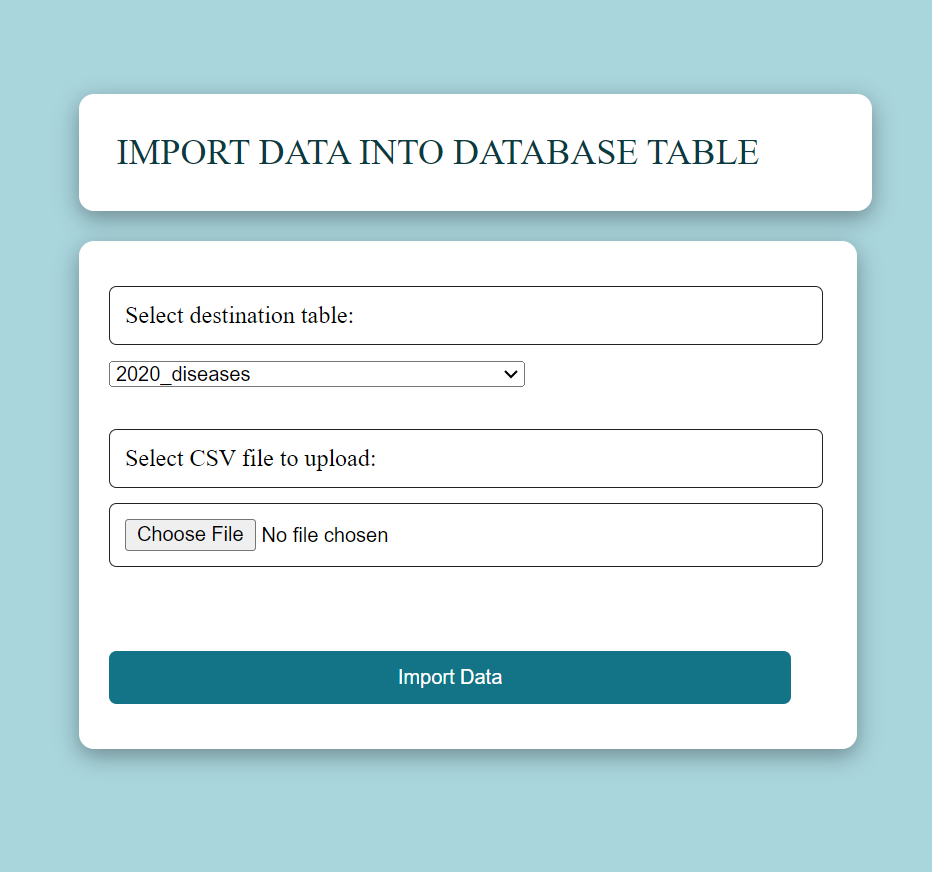 IMPORT DATA INTO DATABASE TABLE
Select destination table:
2020_diseases
Select CSV file to upload:
Choose File No file chosen
Import Data